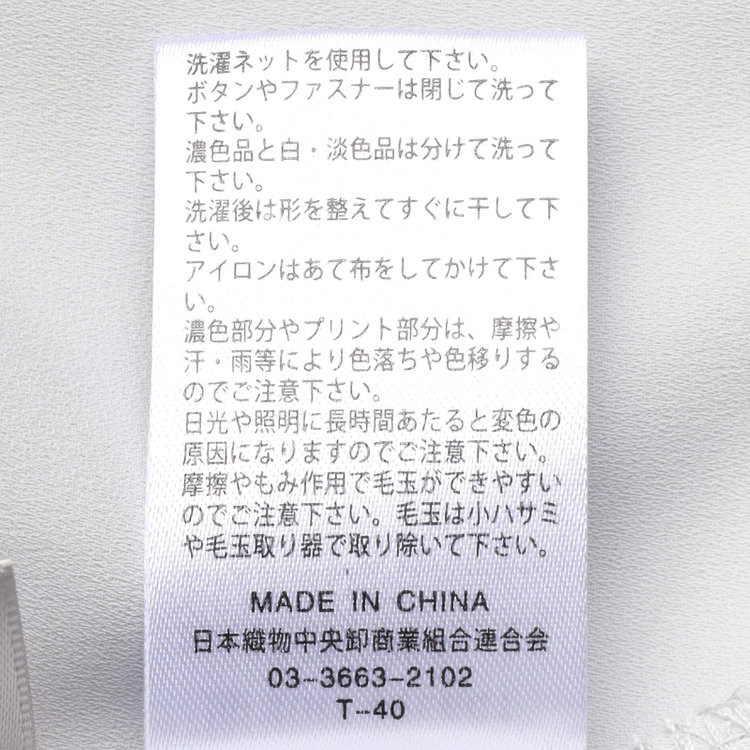 洗濯ネットを使用して下さい。
ボタンやファスナーは閉じて洗って
下さい。
濃色品と白・淡色品は分けて洗って
下さい。
洗濯後は形を整えてすぐに干して下
さい。
アイロンはあて布をしてかけて下さ
い。
濃色部分やプリント部分は、摩擦や
汗・雨等により色落ちや色移りする
のでご注意下さい。
日光や照明に長時間あたると変色の
原因になりますのでご注意下さい。
摩擦やもみ作用で毛玉ができやすい
のでご注意下さい。毛玉は小ハサミ
や毛玉取り器で取り除いて下さい。
MADE IN CHINA
日本織物中央卸商業組合連合会
03-3663-2102
T-40